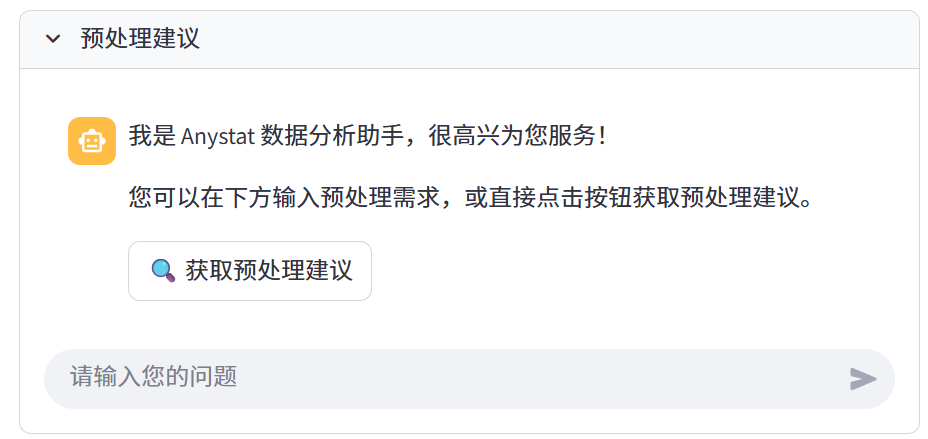 预处理建议
我是 Anystat 数据分析助手，很高兴为您服务！
您可以在下方输入预处理需求，或直接点击按钮获取预处理建议。
获取预处理建议
请输入您的问题